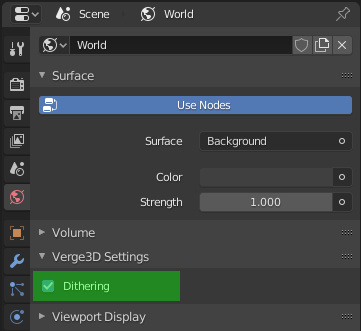 Scene > World
World
Surface
Use Nodes
Surface Background
Color
Strength 1.000
Volume
Verge3D Settings
Dithering
Viewport Display